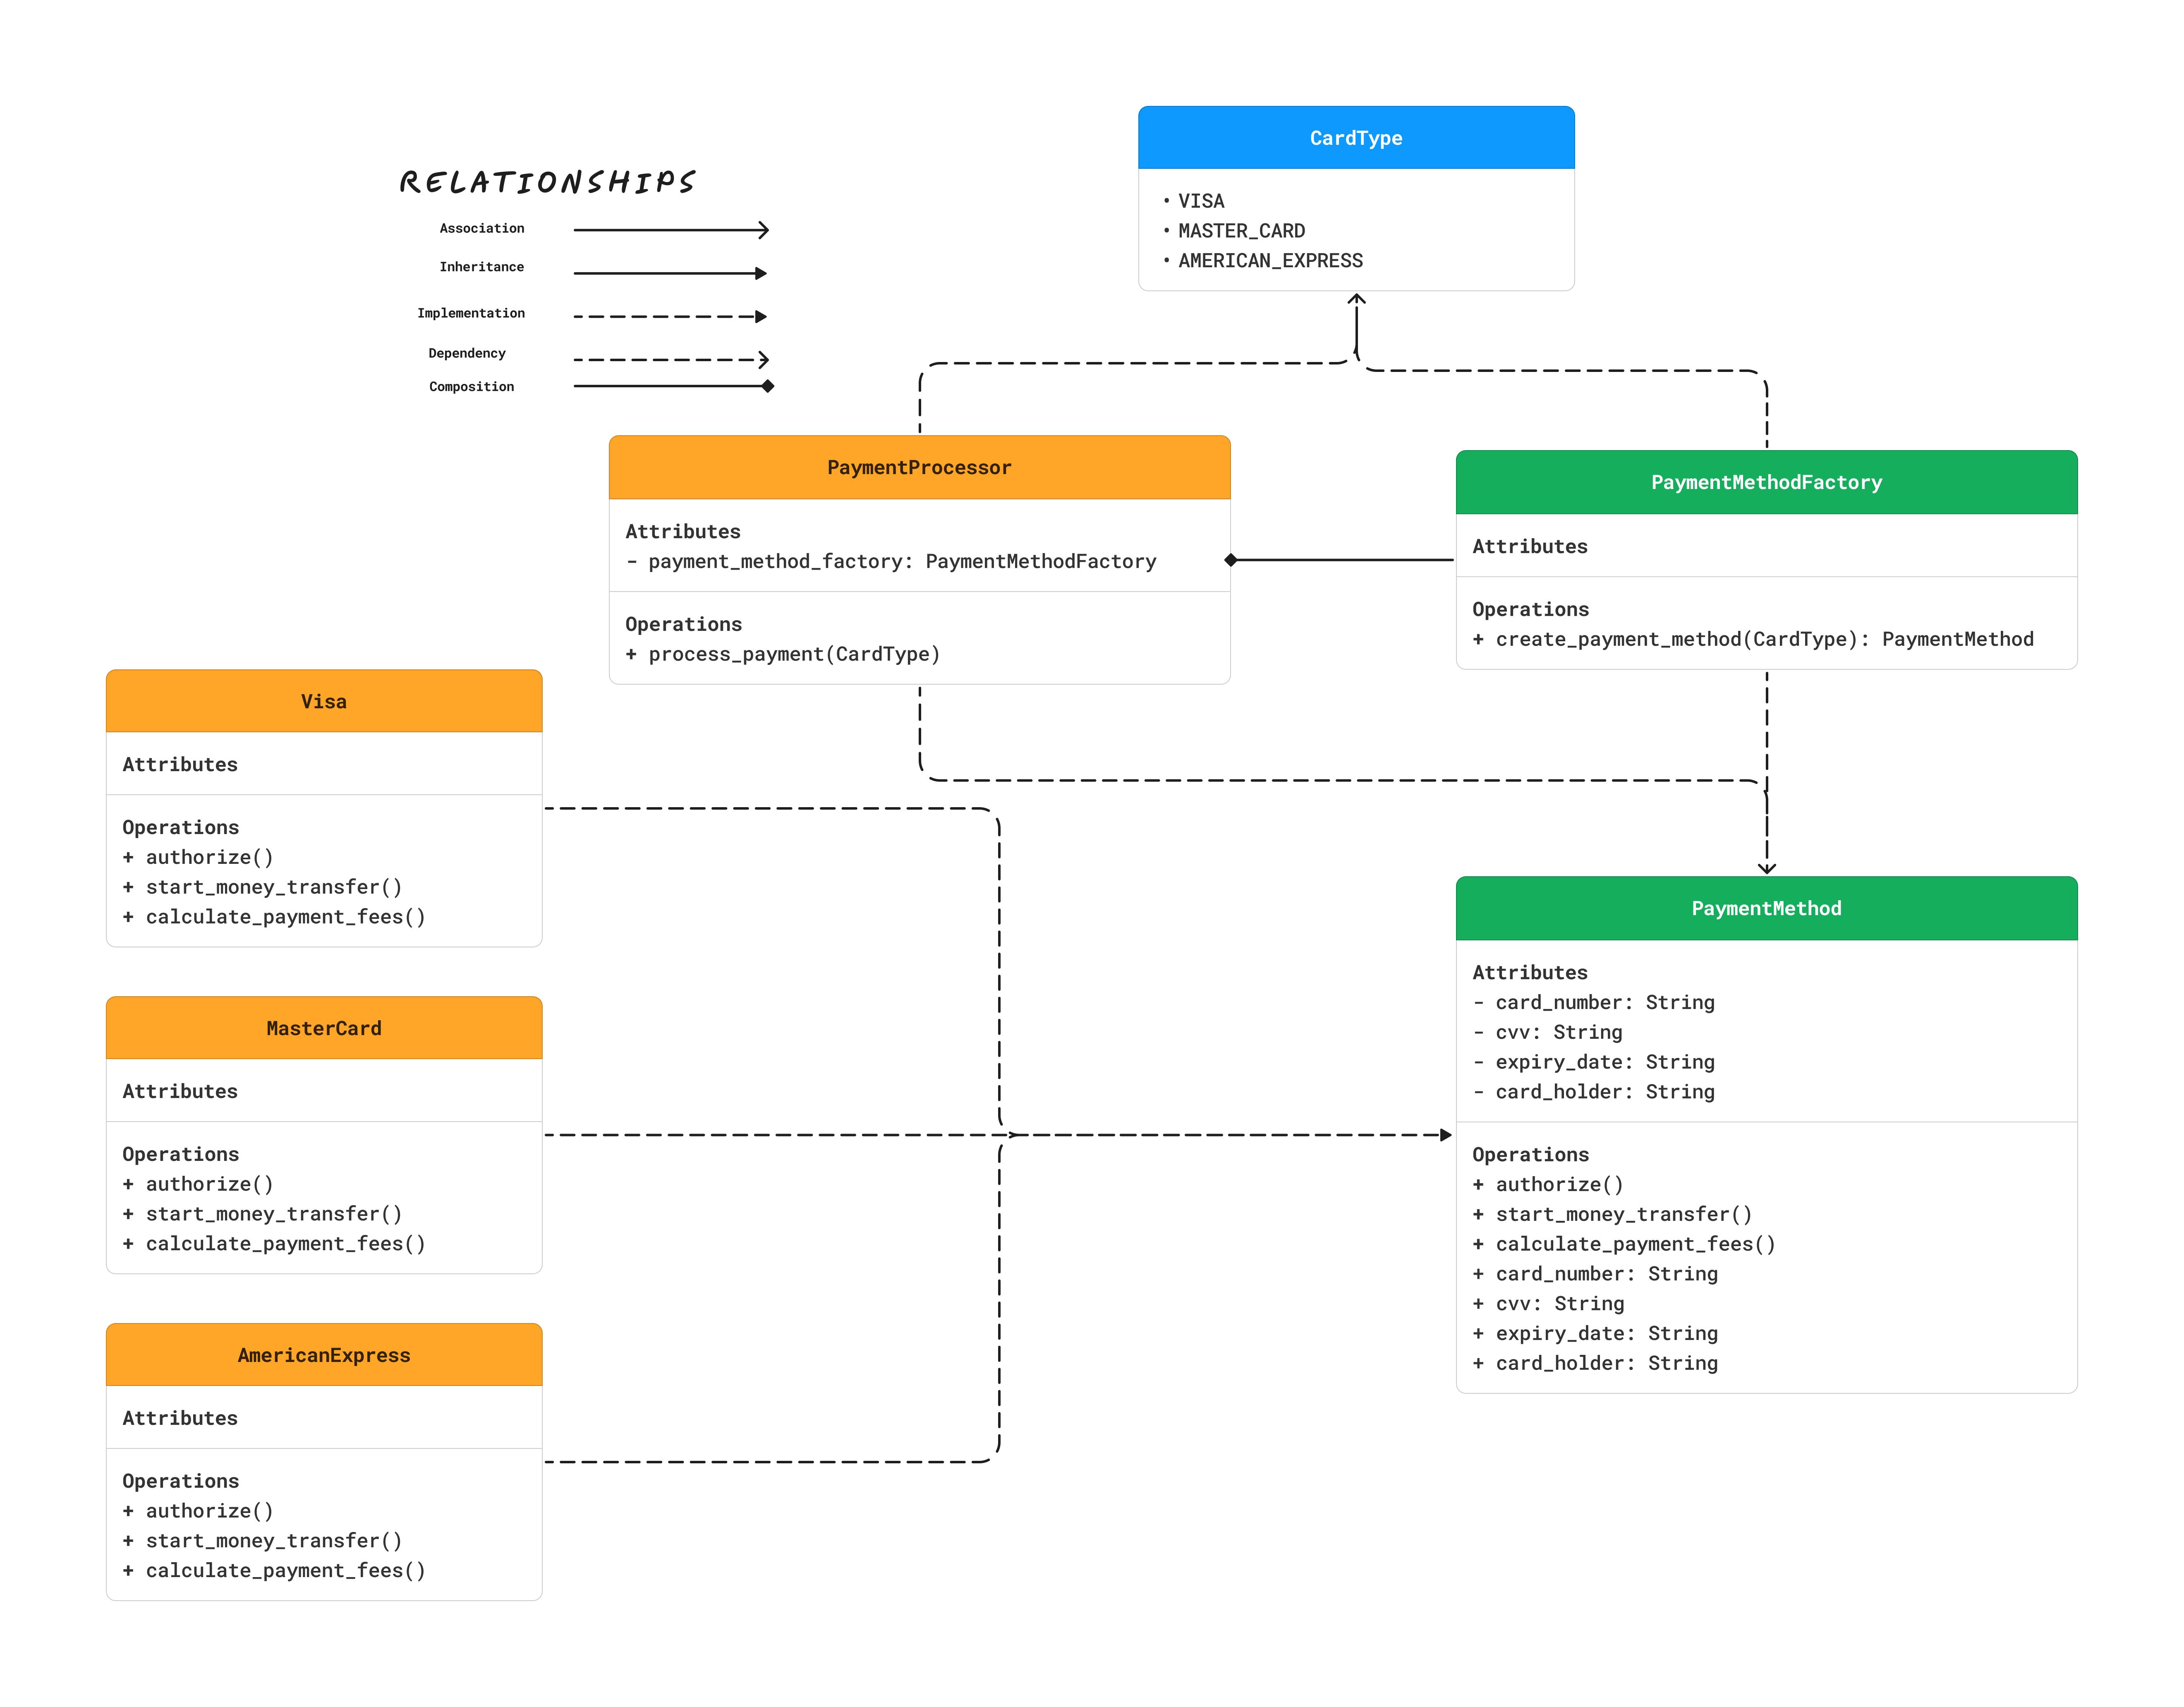 RELATIONSHIPS
Association
Inheritance
Implementation
Dependency
Composition
CardType
• VISA
• MASTER_CARD
• AMERICAN_EXPRESS
PaymentProcessor
Attributes
- payment_method_factory: PaymentMethodFactory
Operations
+ process_payment(CardType)
PaymentMethodFactory
Attributes
Operations
+ create_payment_method(CardType): PaymentMethod
Visa
Attributes
Operations
+ authorize()
+ start_money_transfer()
+ calculate_payment_fees()
MasterCard
Attributes
Operations
+ authorize()
+ start_money_transfer()
+ calculate_payment_fees()
AmericanExpress
Attributes
Operations
+ authorize()
+ start_money_transfer()
+ calculate_payment_fees()
PaymentMethod
Attributes
- card_number: String
- cvv: String
- expiry_date: String
- card_holder: String
Operations
+ authorize()
+ start_money_transfer()
+ calculate_payment_fees()
+ card_number: String
+ cvv: String
+ expiry_date: String
+ card_holder: String